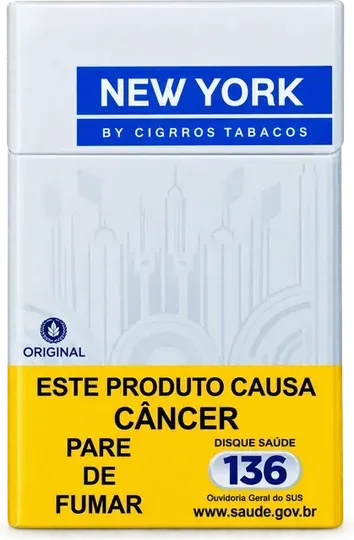 NEW YORK
BY CIGRROS TABACOS
ORIGINAL
ESTE PRODUTO CAUSA
CÂNCER
PARE
DE
FUMAR
DISQUE SAÚDE
136
Ouvidoria Geral do SUS
www.saude.gov.br